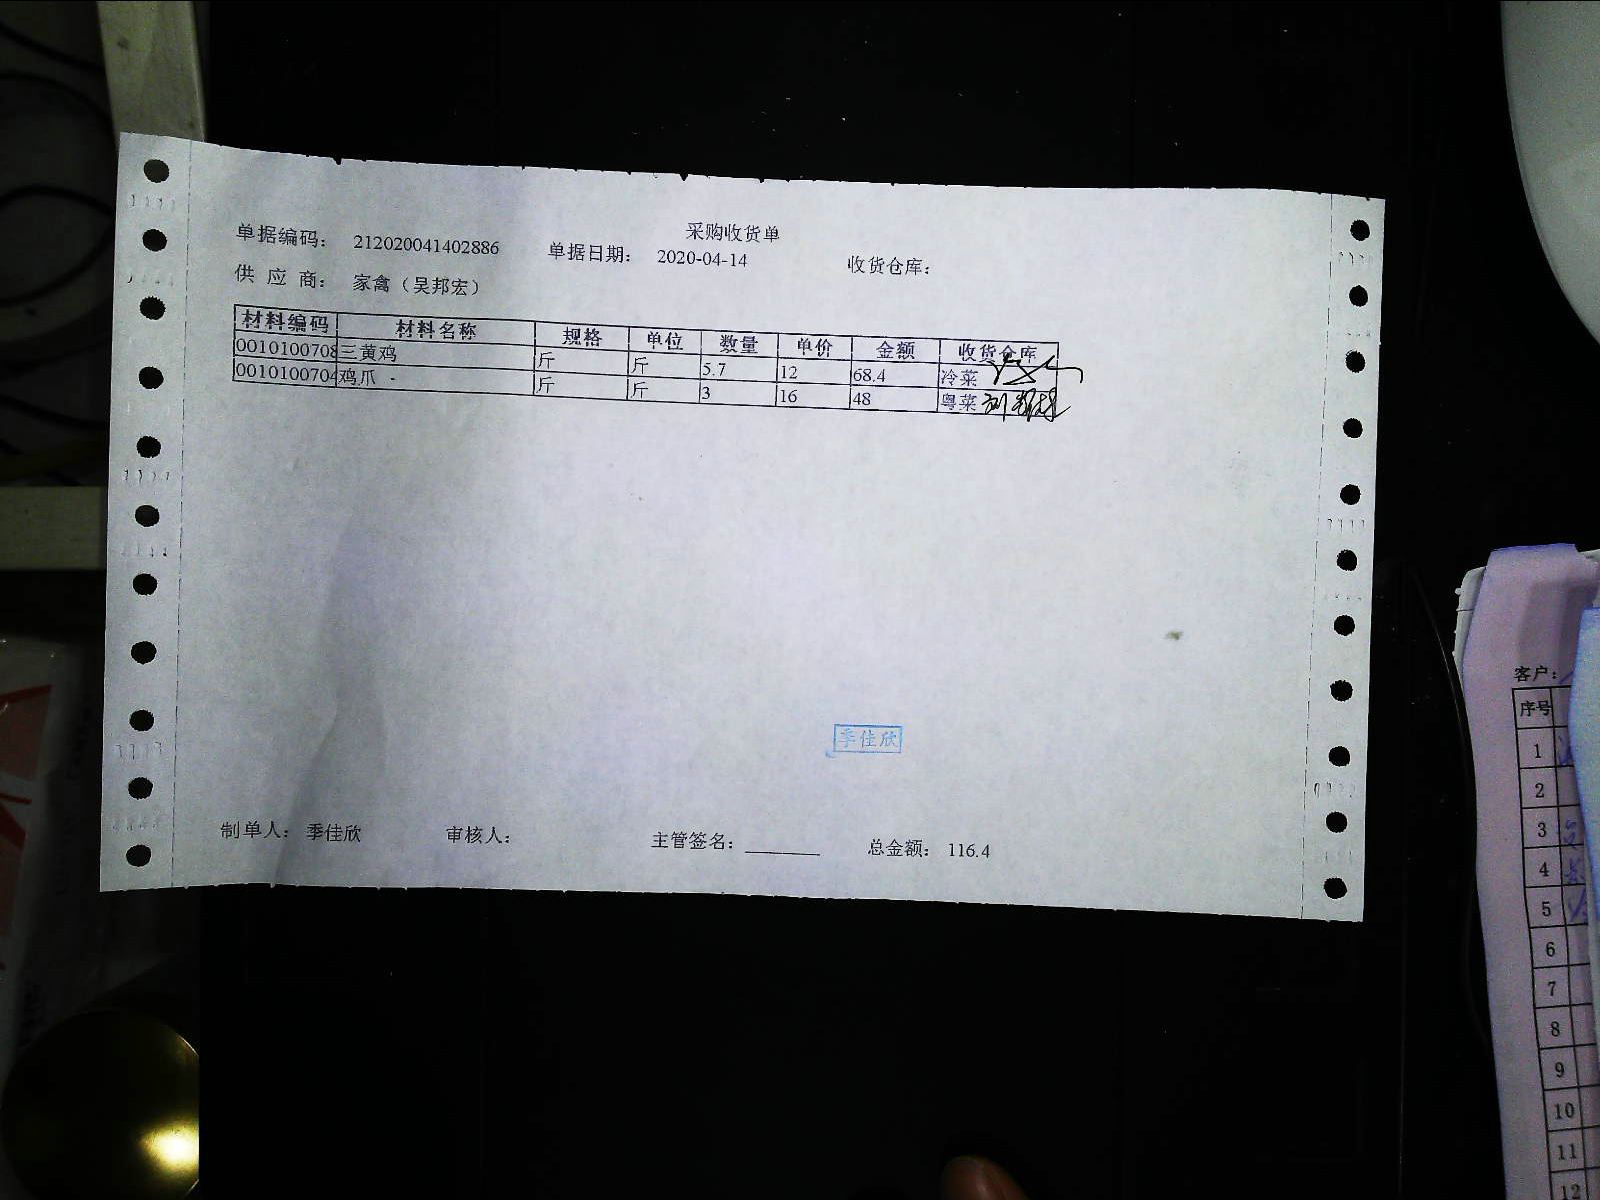 采购收货单
单据编码： 212020041402886 单据日期： 2020-04-14 收货仓库：
供 应 商： 家禽（吴邦宏）
材料编码 材料名称 规格 单位 数量 单价 金额 收货仓库
0010100708 三黄鸡 斤 斤 5.7 12 68.4 冷菜
0010100704 鸡爪 - 斤 斤 3 16 48 粤菜
季佳欣
制单人： 季佳欣 审核人： 主管签名： 总金额： 116.4
客户：
序号
1
2
3
4
5
6
7
8
9
10
11
12